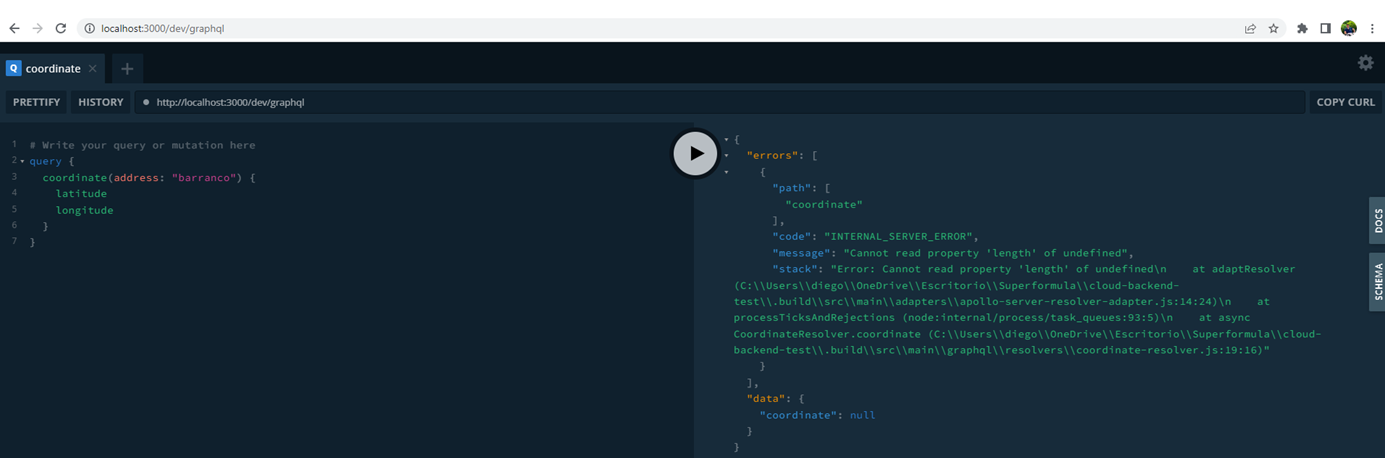 localhost:3000/dev/graphql
Q coordinate
PRETTIFY HISTORY http://localhost:3000/dev/graphql COPY CURL
1 # Write your query or mutation here
2 query {
3 coordinate(address: "barranco") {
4 latitude
5 longitude
6 }
7 }
{
"errors": [
{
"path": [
"coordinate"
],
"code": "INTERNAL_SERVER_ERROR",
"message": "Cannot read property 'length' of undefined",
"stack": "Error: Cannot read property 'length' of undefined\n    at adaptResolver
(C:\\Users\\diego\\OneDrive\\Escritorio\\Superformula\\cloud-backend-
test\\.build\\src\\main\\adapters\\apollo-server-resolver-adapter.js:14:24)\n    at
processTicksAndRejections (node:internal/process/task_queues:93:5)\n    at async
CoordinateResolver.coordinate (C:\\Users\\diego\\OneDrive\\Escritorio\\Superformula\\cloud-
backend-test\\.build\\src\\main\\graphql\\resolvers\\coordinate-resolver.js:19:16)"
}
],
"data": {
"coordinate": null
}
}
DOCS
SCHEMA